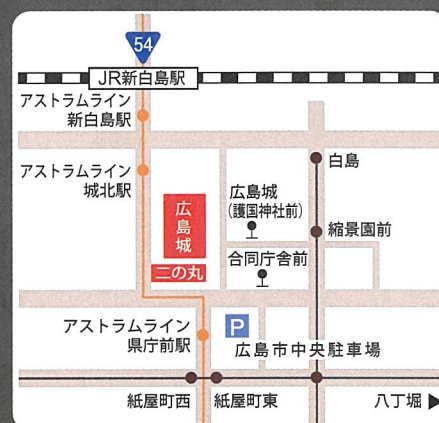 54
JR新白島駅
アストラムライン
新白島駅
白島
アストラムライン
城北駅
広島城
広島城
(護国神社前)
縮景園前
合同庁舎前
二の丸
アストラムライン
県庁前駅
P
広島市中央駐車場
紙屋町西
紙屋町東
八丁堀